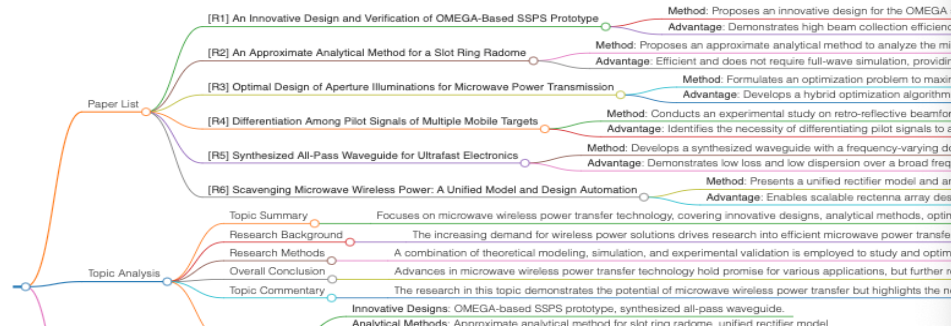 [R1] An Innovative Design and Verification of OMEGA-Based SSPS Prototype
Method: Proposes an innovative design for the OMEGA
Advantage: Demonstrates high beam collection
[R2] An Approximate Analytical Method for a Slot Ring Radome
Method: Proposes an approximate analytical method to analyze the
Advantage: Efficient and does not require full-wave simulation,
[R3] Optimal Design of Aperture Illuminations for Microwave Power Transmission
Method: Formulates an optimization problem to
Advantage: Develops a hybrid optimization
Paper List
[R4] Differentiation Among Pilot Signals of Multiple Mobile Targets
Method: Conducts an experimental study on retro-reflective
Advantage: Identifies the necessity of differentiating pilot signals to
[R5] Synthesized All-Pass Waveguide for Ultrafast Electronics
Method: Develops a synthesized waveguide with a frequency-varying
Advantage: Demonstrates low loss and low dispersion over a broad
[R6] Scavenging Microwave Wireless Power: A Unified Model and Design Automation
Method: Presents a unified rectifier model and
Advantage: Enables scalable rectenna array
Topic Summary
Focuses on microwave wireless power transfer technology, covering innovative designs, analytical methods,
Research Background
The increasing demand for wireless power solutions drives research into efficient microwave power
Research Methods
A combination of theoretical modeling, simulation, and experimental validation is employed to study and
Topic Analysis
Overall Conclusion
Advances in microwave wireless power transfer technology hold promise for various applications, but further
Topic Commentary
The research in this topic demonstrates the potential of microwave wireless power transfer but highlights the
Innovative Designs: OMEGA-based SSPS prototype, synthesized all-pass waveguide.
Analytical Methods: Approximate analytical method for slot ring radome, unified rectifier model.